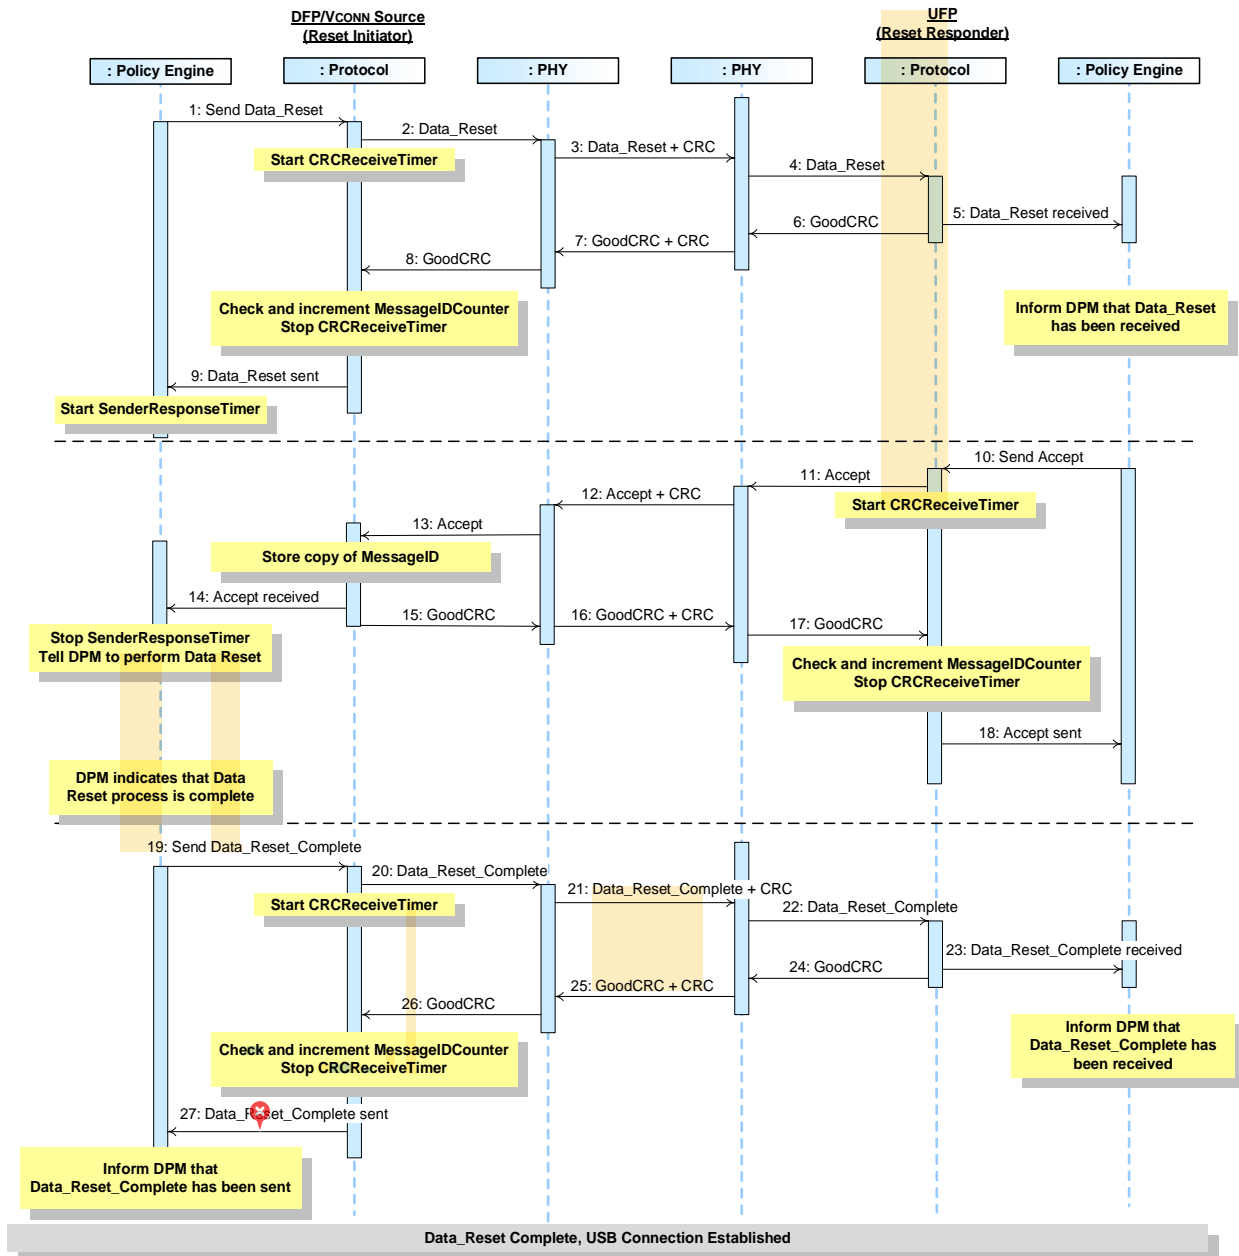 DFP/VCONN Source
(Reset Initiator)
UFP
(Reset Responder)
: Policy Engine
: Protocol
: PHY
: PHY
: Protocol
: Policy Engine
1: Send Data_Reset
2: Data_Reset
Start CRCReceiveTimer
3: Data_Reset + CRC
4: Data_Reset
5: Data_Reset received
6: GoodCRC
7: GoodCRC + CRC
8: GoodCRC
Check and increment MessageIDCounter
Stop CRCReceiveTimer
Inform DPM that Data_Reset
has been received
9: Data_Reset sent
Start SenderResponseTimer
10: Send Accept
11: Accept
12: Accept + CRC
Start CRCReceiveTimer
13: Accept
Store copy of MessageID
14: Accept received
15: GoodCRC
16: GoodCRC + CRC
17: GoodCRC
Stop SenderResponseTimer
Tell DPM to perform Data Reset
Check and increment MessageIDCounter
Stop CRCReceiveTimer
18: Accept sent
DPM indicates that Data
Reset process is complete
19: Send Data_Reset_Complete
20: Data_Reset_Complete
21: Data_Reset_Complete + CRC
Start CRCReceiveTimer
22: Data_Reset_Complete
23: Data_Reset_Complete received
24: GoodCRC
25: GoodCRC + CRC
26: GoodCRC
Check and increment MessageIDCounter
Stop CRCReceiveTimer
Inform DPM that
Data_Reset_Complete has
been received
27: Data_Reset_Complete sent
Inform DPM that
Data_Reset_Complete has been sent
Data_Reset Complete, USB Connection Established